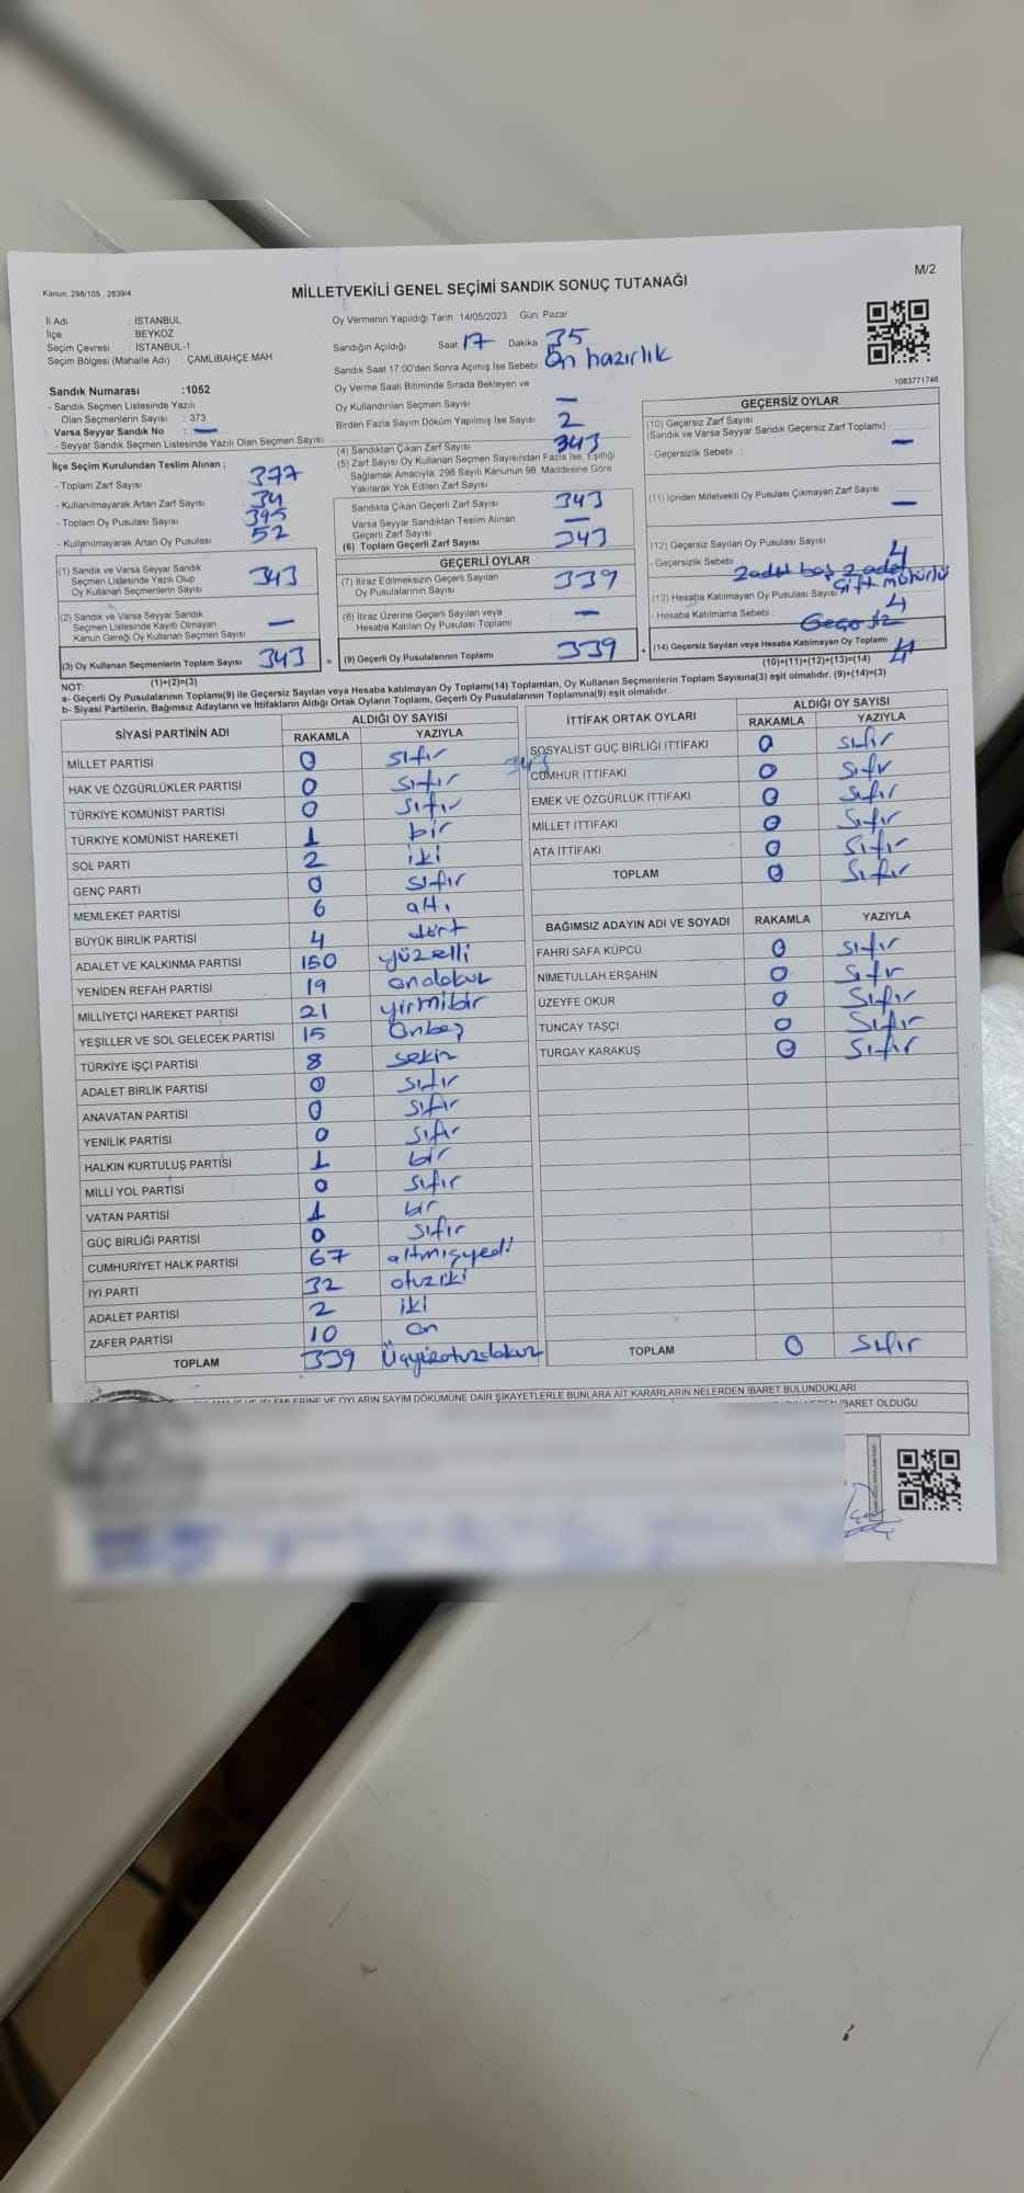 M/2
Kanun: 298/105 , 2839/4
MİLLETVEKİLİ GENEL SEÇİMİ SANDIK SONUÇ TUTANAĞI
İl Adı : İSTANBUL
İlçe : BEYKOZ
Seçim Çevresi : İSTANBUL-1
Seçim Bölgesi (Mahalle Adı) : ÇAMLIBAHÇE MAH
Sandık Numarası :1052
- Sandık Seçmen Listesinde Yazılı
Olan Seçmenlerin Sayısı : 373
Varsa Seyyar Sandık No : —
- Seyyar Sandık Seçmen Listesinde Yazılı Olan Seçmen Sayısı :
Oy Vermenin Yapıldığı Tarih :14/05/2023 Gün: Pazar
Sandığın Açıldığı Saat: 17 Dakika: 35
Sandık Saat 17:00'den Sonra Açılmış İse Sebebi: Ön hazırlık
Oy Verme Saati Bitiminde Sırada Bekleyen ve
Oy Kullandırılan Seçmen Sayısı —
Birden Fazla Sayım Döküm Yapılmış İse Sayısı 2
1083771746
İlçe Seçim Kurulundan Teslim Alınan ;
- Toplam Zarf Sayısı 377
- Kullanılmayarak Artan Zarf Sayısı 34
- Toplam Oy Pusulası Sayısı 395
- Kullanılmayarak Artan Oy Pusulası 52
(1) Sandık ve Varsa Seyyar Sandık
Seçmen Listesinde Yazılı Olup
Oy Kullanan Seçmenlerin Sayısı 343
(2) Sandık ve Varsa Seyyar Sandık
Seçmen Listesinde Kayıtlı Olmayan
Kanun Gereği Oy Kullanan Seçmen Sayısı —
(3) Oy Kullanan Seçmenlerin Toplam Sayısı 343 =
(1)+(2)=(3)
(4) Sandıktan Çıkan Zarf Sayısı 343
(5) Zarf Sayısı Oy Kullanan Seçmen Sayısından Fazla İse, Eşitliği
Sağlamak Amacıyla, 298 Sayılı Kanunun 98. Maddesine Göre
Yakılarak Yok Edilen Zarf Sayısı
Sandıkta Çıkan Geçerli Zarf Sayısı 343
Varsa Seyyar Sandıktan Teslim Alınan
Geçerli Zarf Sayısı —
(6) Toplam Geçerli Zarf Sayısı 343
GEÇERLİ OYLAR
(7) İtiraz Edilmeksizin Geçerli Sayılan
Oy Pusulalarının Sayısı 339
(8) İtiraz Üzerine Geçerli Sayılan veya
Hesaba Katılan Oy Pusulası Toplamı —
(9) Geçerli Oy Pusulalarının Toplamı 339 +
GEÇERSİZ OYLAR
(10) Geçersiz Zarf Sayısı
(Sandık ve Varsa Seyyar Sandık Geçersiz Zarf Toplamı) —
- Geçersizlik Sebebi :
(11) İçinden Milletvekili Oy Pusulası Çıkmayan Zarf Sayısı —
(12) Geçersiz Sayılan Oy Pusulası Sayısı 4
- Geçersizlik Sebebi 2 adet boş 2 adet
çift mühürlü
(13) Hesaba Katılmayan Oy Pusulası Sayısı 4
- Hesaba Katılmama Sebebi : Geçersiz
(14) Geçersiz Sayılan veya Hesaba Katılmayan Oy Toplamı 4
(10)+(11)+(12)+(13)=(14)
NOT:
a- Geçerli Oy Pusulalarının Toplamı(9) ile Geçersiz Sayılan veya Hesaba katılmayan Oy Toplamı(14) Toplamları, Oy Kullanan Seçmenlerin Toplam Sayısına(3) eşit olmalıdır. (9)+(14)=(3)
b- Siyasi Partilerin, Bağımsız Adayların ve İttifakların Aldığı Ortak Oyların Toplamı, Geçerli Oy Pusulalarının Toplamına(9) eşit olmalıdır.
SİYASİ PARTİNİN ADI ALDIĞI OY SAYISI
RAKAMLA YAZIYLA
MİLLET PARTİSİ 0 sıfır
HAK VE ÖZGÜRLÜKLER PARTİSİ 0 sıfır
TÜRKİYE KOMÜNİST PARTİSİ 0 sıfır
TÜRKİYE KOMÜNİST HAREKETİ 1 bir
SOL PARTİ 2 iki
GENÇ PARTİ 0 sıfır
MEMLEKET PARTİSİ 6 altı
BÜYÜK BİRLİK PARTİSİ 4 dört
ADALET VE KALKINMA PARTİSİ 150 yüzelli
YENİDEN REFAH PARTİSİ 19 ondokuz
MİLLİYETÇİ HAREKET PARTİSİ 21 yirmibir
YEŞİLLER VE SOL GELECEK PARTİSİ 15 Onbeş
TÜRKİYE İŞÇİ PARTİSİ 8 sekiz
ADALET BİRLİK PARTİSİ 0 sıfır
ANAVATAN PARTİSİ 0 sıfır
YENİLİK PARTİSİ 0 sıfır
HALKIN KURTULUŞ PARTİSİ 1 bir
MİLLİ YOL PARTİSİ 0 sıfır
VATAN PARTİSİ 1 bir
GÜÇ BİRLİĞİ PARTİSİ 0 sıfır
CUMHURİYET HALK PARTİSİ 67 altmışyedi
İYİ PARTİ 32 otuziki
ADALET PARTİSİ 2 iki
ZAFER PARTİSİ 10 On
TOPLAM 339 Üçyüzotuzdokuz
İTTİFAK ORTAK OYLARI ALDIĞI OY SAYISI
RAKAMLA YAZIYLA
SOSYALİST GÜÇ BİRLİĞİ İTTİFAKI 0 sıfır
343
CUMHUR İTTİFAKI 0 sıfır
EMEK VE ÖZGÜRLÜK İTTİFAKI 0 sıfır
MİLLET İTTİFAKI 0 sıfır
ATA İTTİFAKI 0 sıfır
TOPLAM 0 sıfır
BAĞIMSIZ ADAYIN ADI VE SOYADI RAKAMLA YAZIYLA
FAHRİ SAFA KÜPCÜ 0 sıfır
NİMETULLAH ERŞAHİN 0 sıfır
ÜZEYFE OKUR 0 sıfır
TUNCAY TAŞÇI 0 sıfır
TURGAY KARAKUŞ 0 sıfır
TOPLAM 0 sıfır
OYLARIN SAYIM DÖKÜMÜNE DAİR ŞİKAYETLERLE BUNLARA AİT KARARLARIN NELERDEN İBARET BULUNDUKLARI
İBARET OLDUĞU